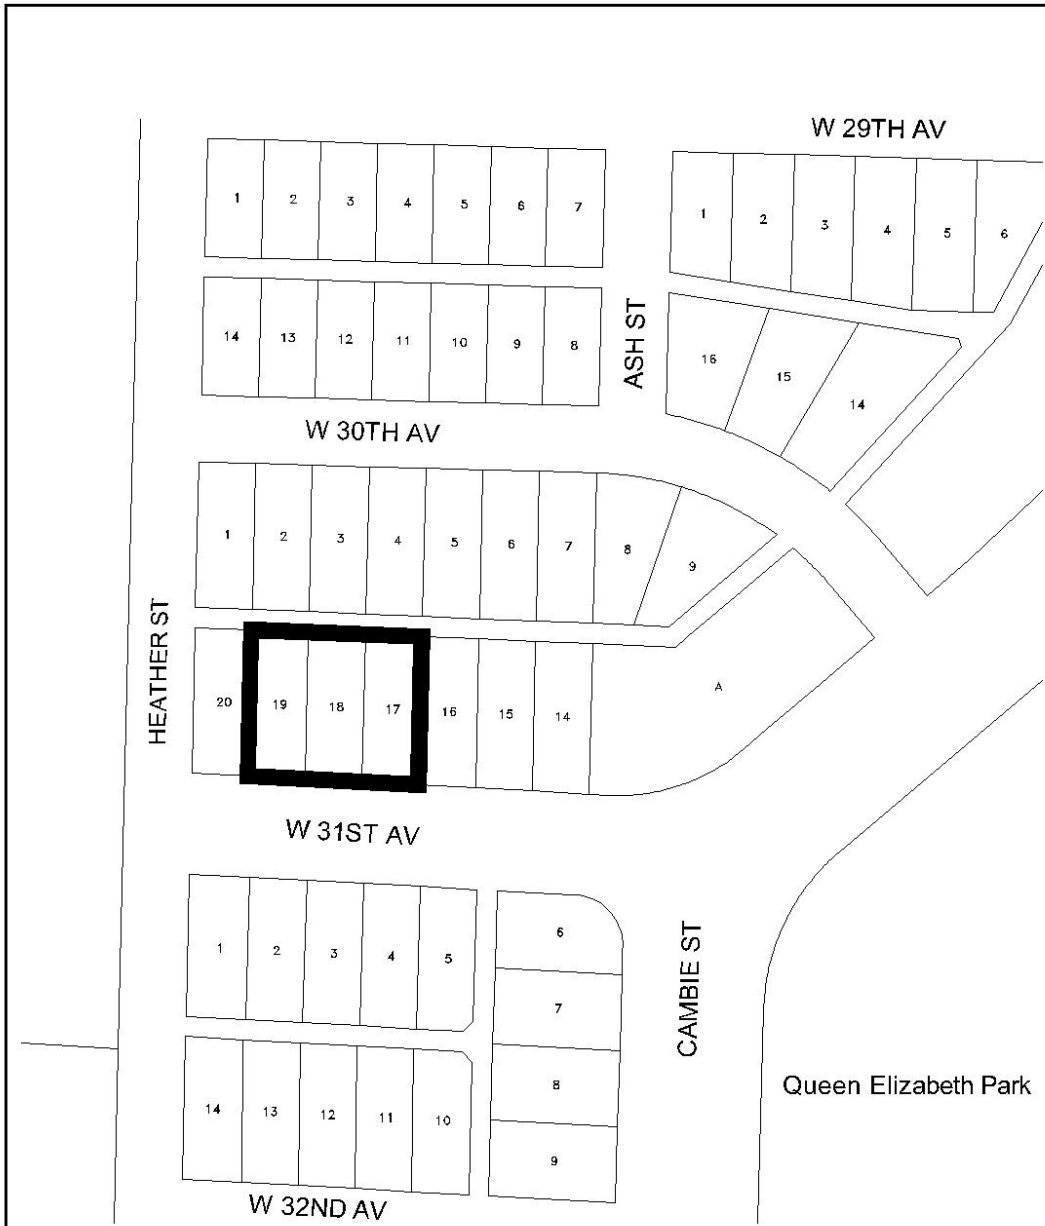 W 29TH AV
1 2 3 4 5 6 7
1 2 3 4 5 6
ASH ST
14 13 12 11 10 9 8
16 15 14
W 30TH AV
1 2 3 4 5 6 7 8 9
HEATHER ST
20 19 18 17 16 15 14 A
W 31ST AV
1 2 3 4 5
6
7
8
9
CAMBIE ST
Queen Elizabeth Park
14 13 12 11 10
W 32ND AV